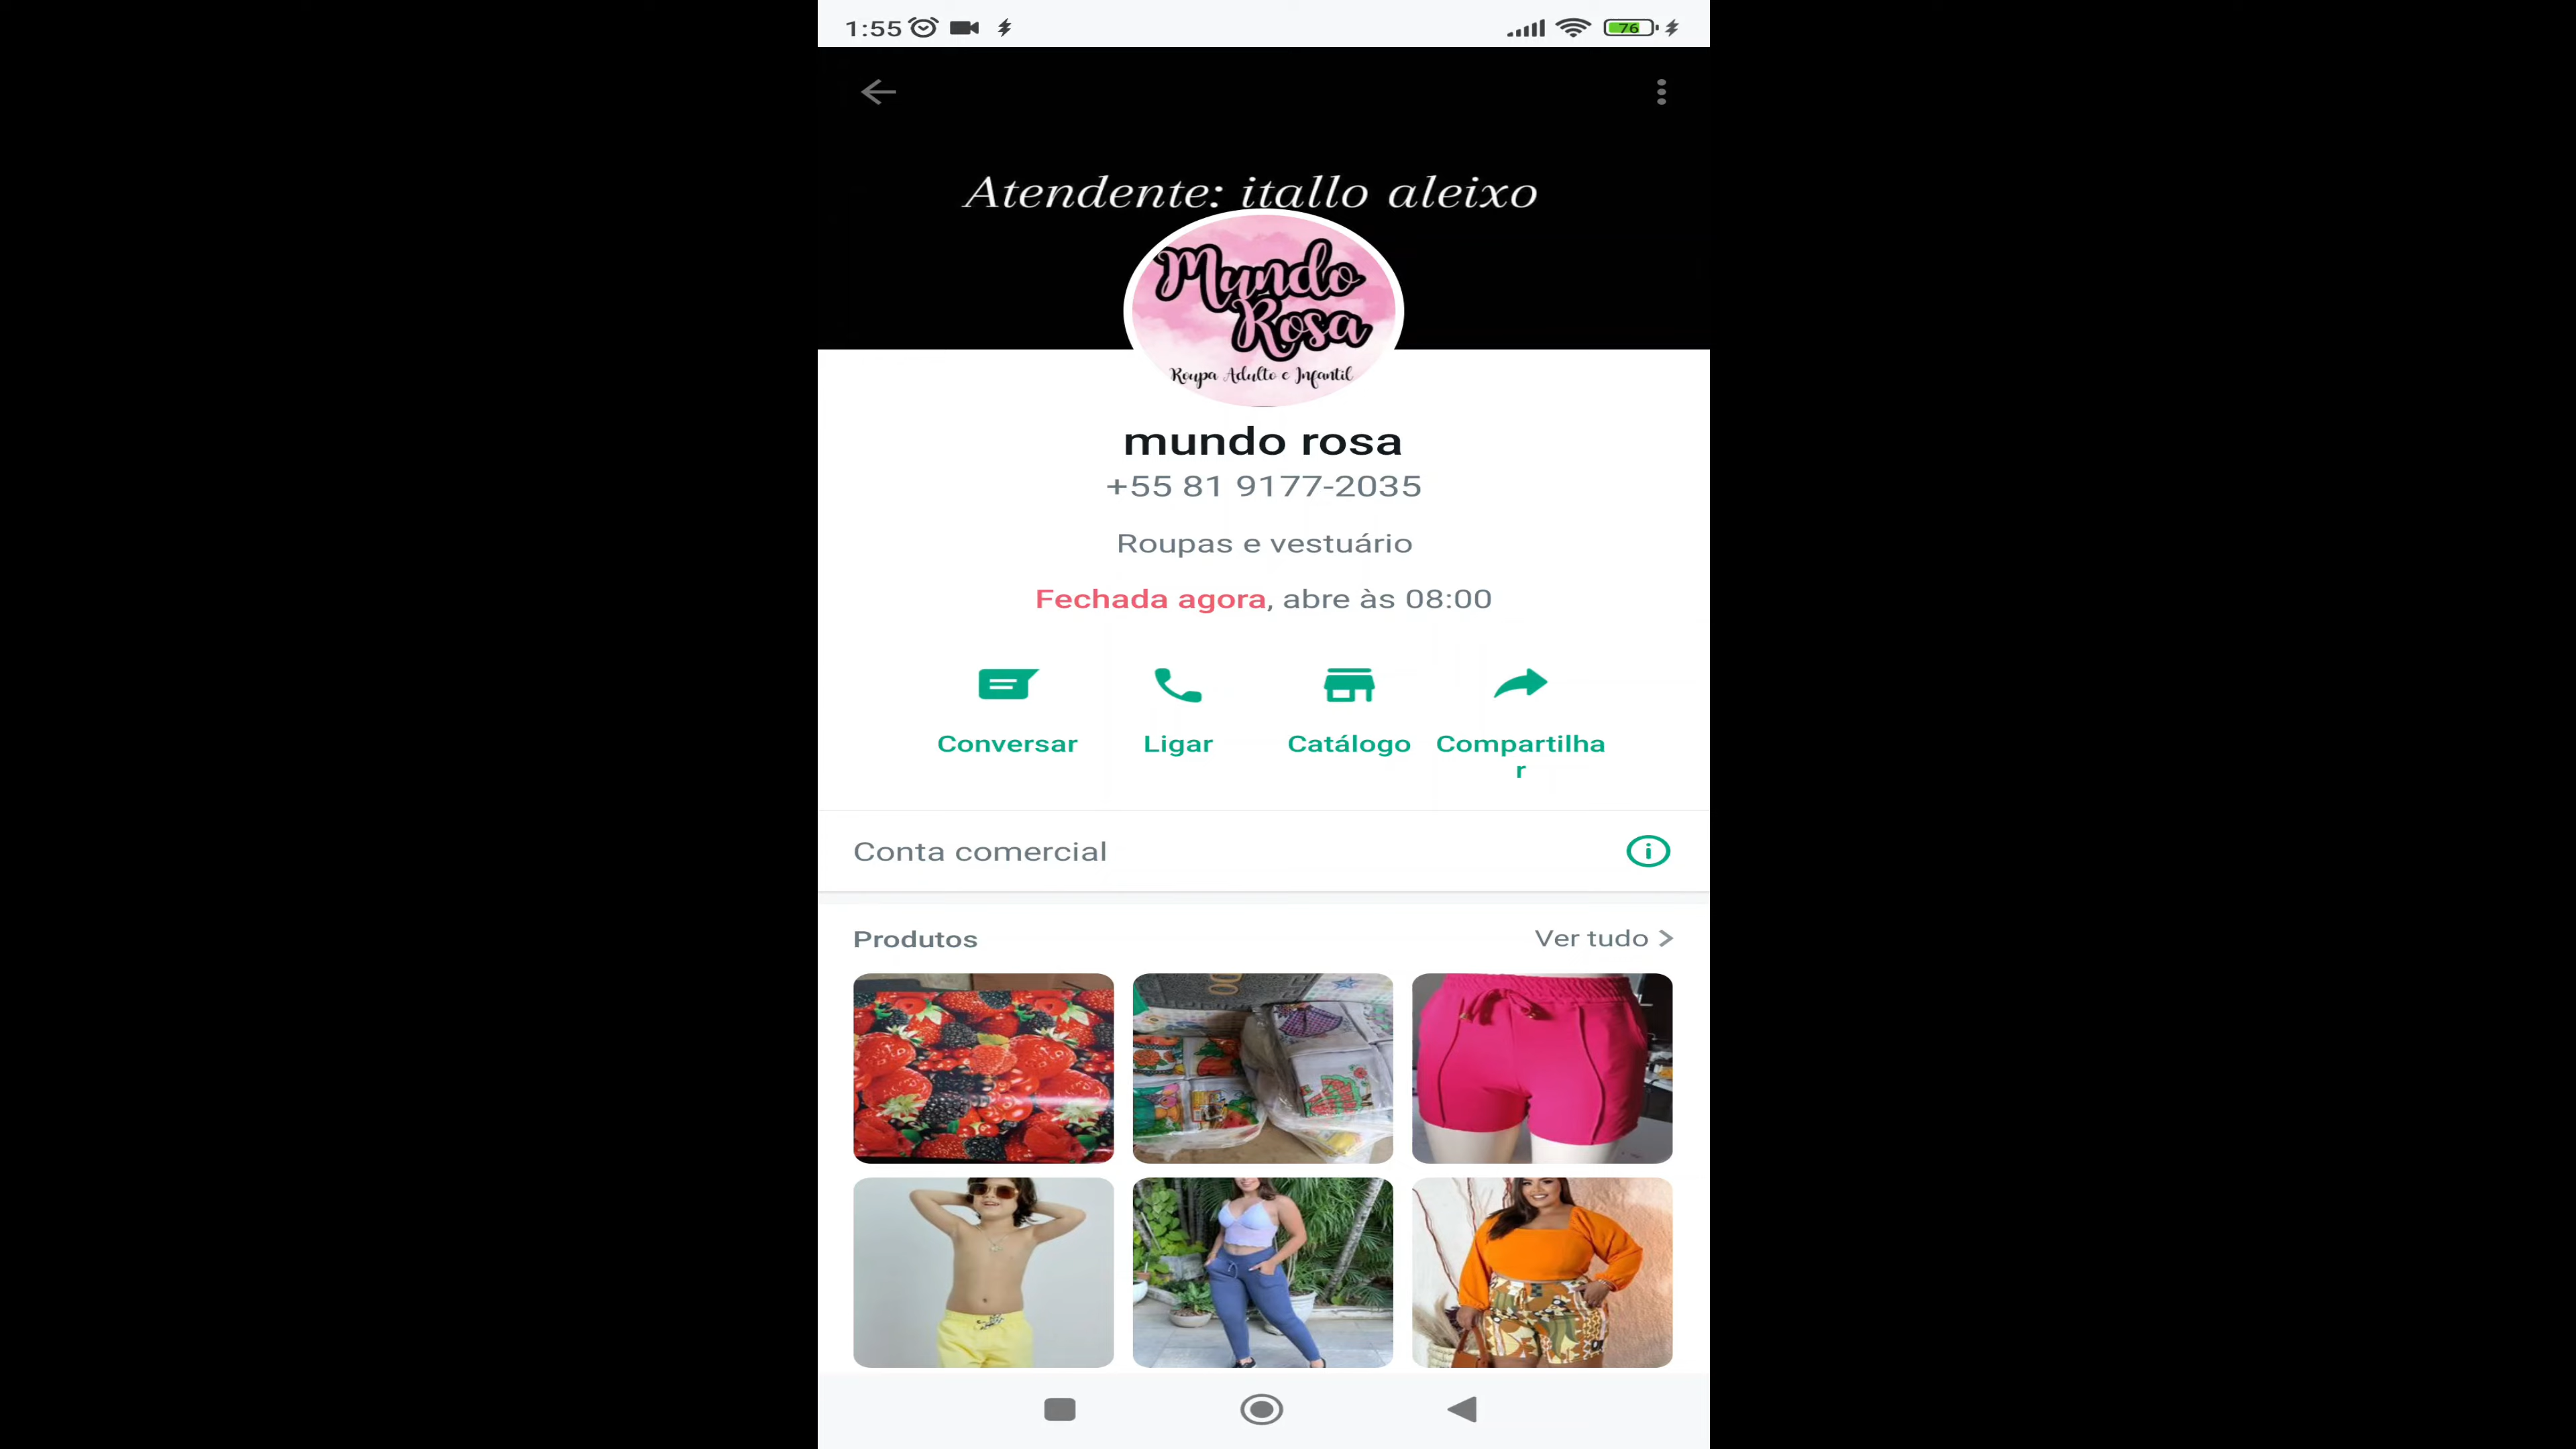 1:55
76
Atendente: itallo aleixo
Mundo
Rosa
Roupa Adulto e Infantil
mundo rosa
+55 81 9177-2035
Roupas e vestuário
Fechada agora, abre às 08:00
Conversar
Ligar
Catálogo
Compartilha
r
Conta comercial
Produtos
Ver tudo